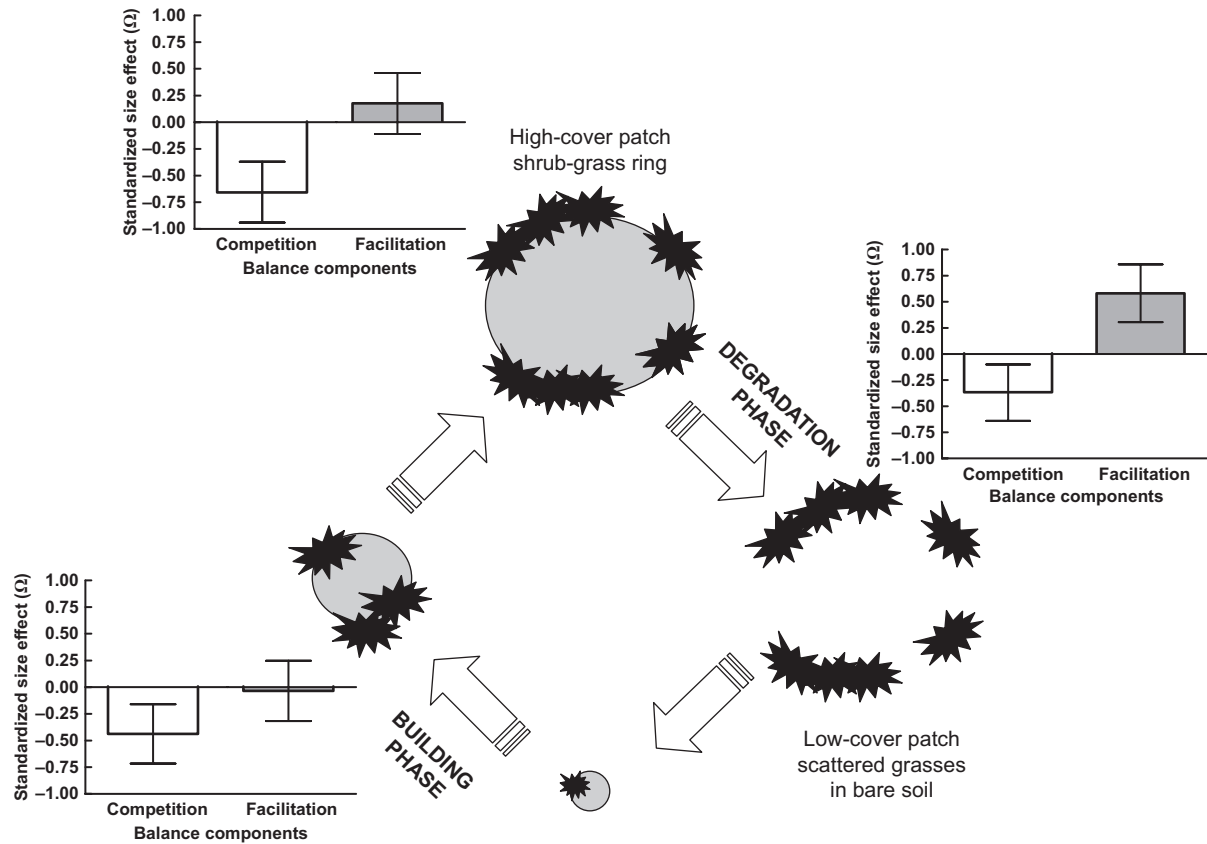 Standardized size effect (Ω)
1.00
0.75
0.50
0.25
0.00
–0.25
–0.50
–0.75
–1.00
Competition Facilitation
Balance components
High-cover patch
shrub-grass ring
Standardized size effect (Ω)
1.00
0.75
0.50
0.25
0.00
–0.25
–0.50
–0.75
–1.00
Competition Facilitation
Balance components
DEGRADATION
PHASE
Standardized size effect (Ω)
1.00
0.75
0.50
0.25
0.00
–0.25
–0.50
–0.75
–1.00
Competition Facilitation
Balance components
BUILDING
PHASE
Low-cover patch
scattered grasses
in bare soil